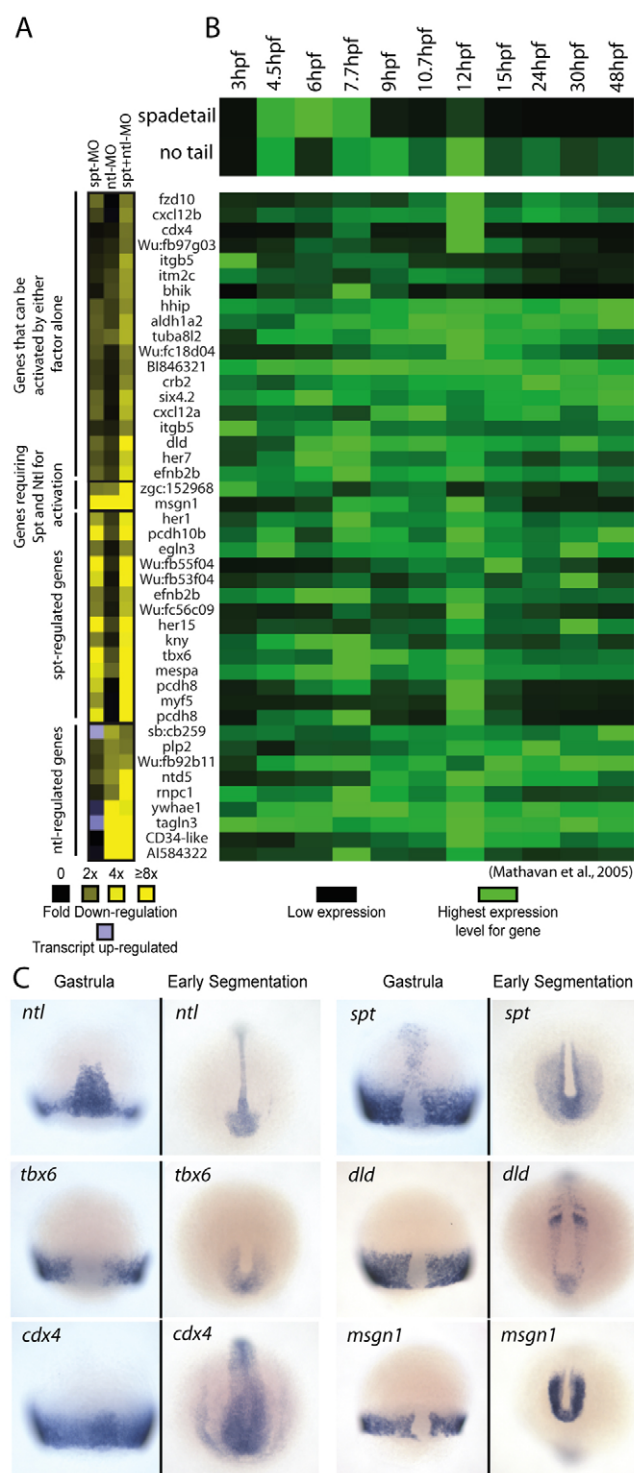 A
B
3hpf
4.5hpf
6hpf
7.7hpf
9hpf
10.7hpf
12hpf
15hpf
24hpf
30hpf
48hpf
spadetail
no tail
spt-MO
ntl-MO
spt+ntl-MO
Genes that can be
activated by either
factor alone
Genes requiring
Spt and Ntl for
activation
spt-regulated genes
ntl-regulated genes
fzd10
cxcl12b
cdx4
Wu:fb97g03
itgb5
itm2c
bhik
hhip
aldh1a2
tuba8l2
Wu:fc18d04
BI846321
crb2
six4.2
cxcl12a
itgb5
dld
her7
efnb2b
zgc:152968
msgn1
her1
pcdh10b
egln3
Wu:fb55f04
Wu:fb53f04
efnb2b
Wu:fc56c09
her15
kny
tbx6
mespa
pcdh8
myf5
pcdh8
sb:cb259
plp2
Wu:fb92b11
ntd5
rnpc1
ywhae1
tagln3
CD34-like
AI584322
(Mathavan et al., 2005)
0 2x 4x ≥8x
Fold Down-regulation
Transcript up-regulated
Low expression
Highest expression
level for gene
C
Gastrula
Early Segmentation
Gastrula
Early Segmentation
ntl
ntl
spt
spt
tbx6
tbx6
dld
dld
cdx4
cdx4
msgn1
msgn1